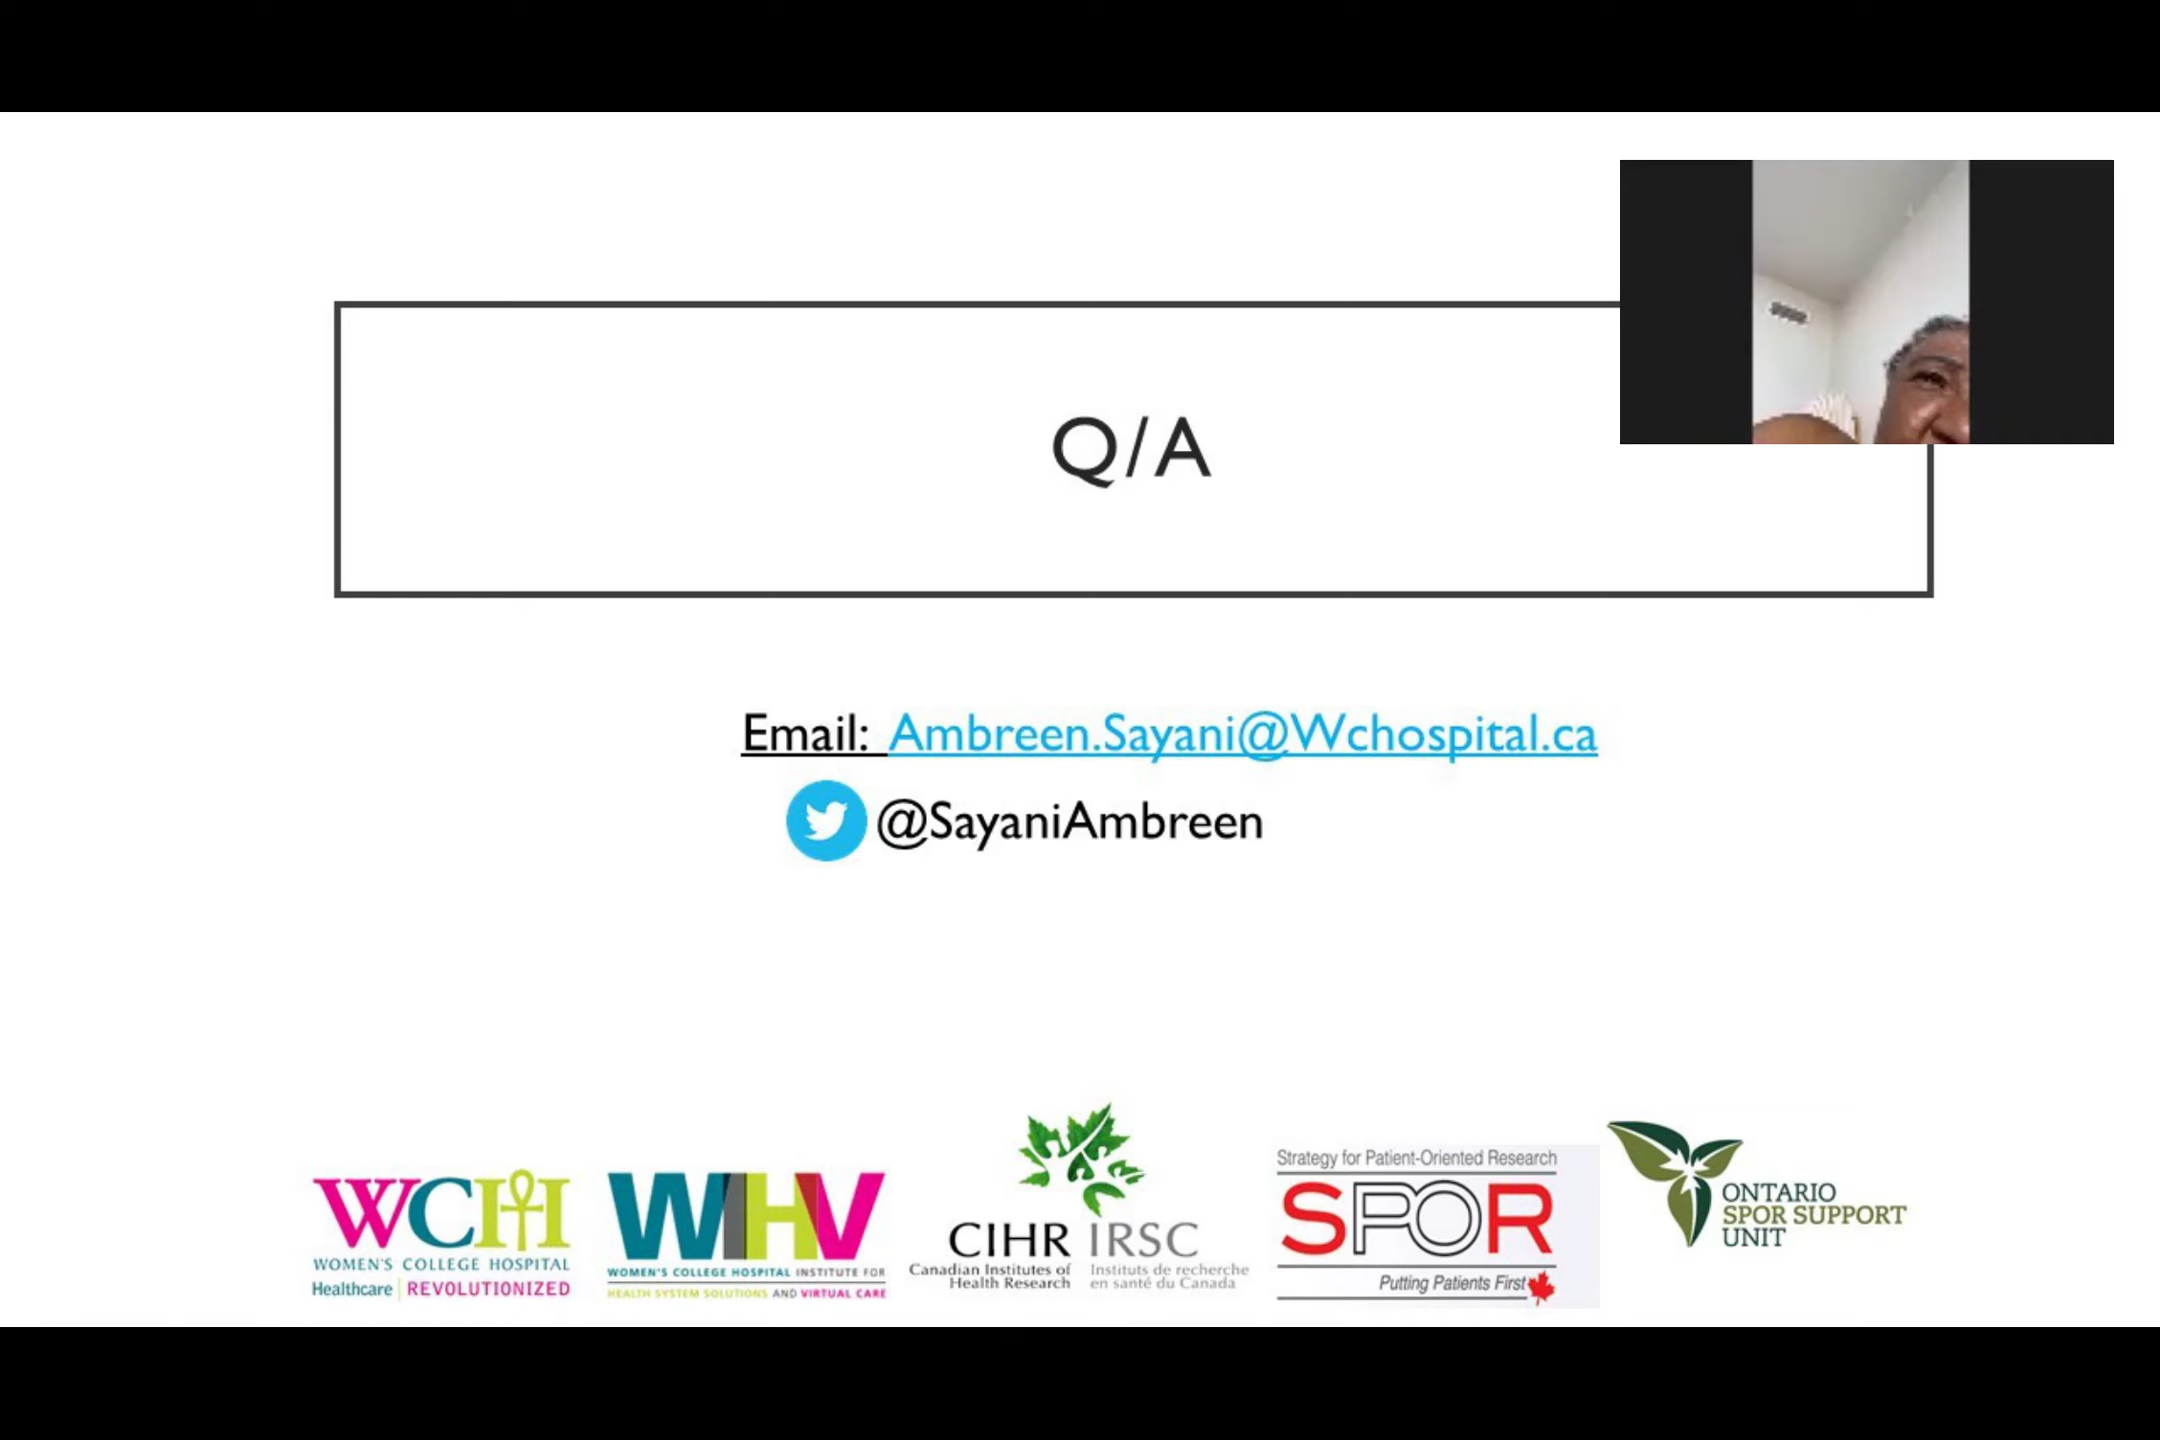 Q/A
Email: Ambreen.Sayani@Wchospital.ca
@SayaniAmbreen
WCH
WOMEN'S COLLEGE HOSPITAL
Healthcare | REVOLUTIONIZED
WIHV
WOMEN'S COLLEGE HOSPITAL INSTITUTE FOR
HEALTH SYSTEM SOLUTIONS AND VIRTUAL CARE
CIHR IRSC
Canadian Institutes of Health Research
Instituts de recherche en santé du Canada
Strategy for Patient-Oriented Research
SPOR
Putting Patients First
ONTARIO
SPOR SUPPORT
UNIT